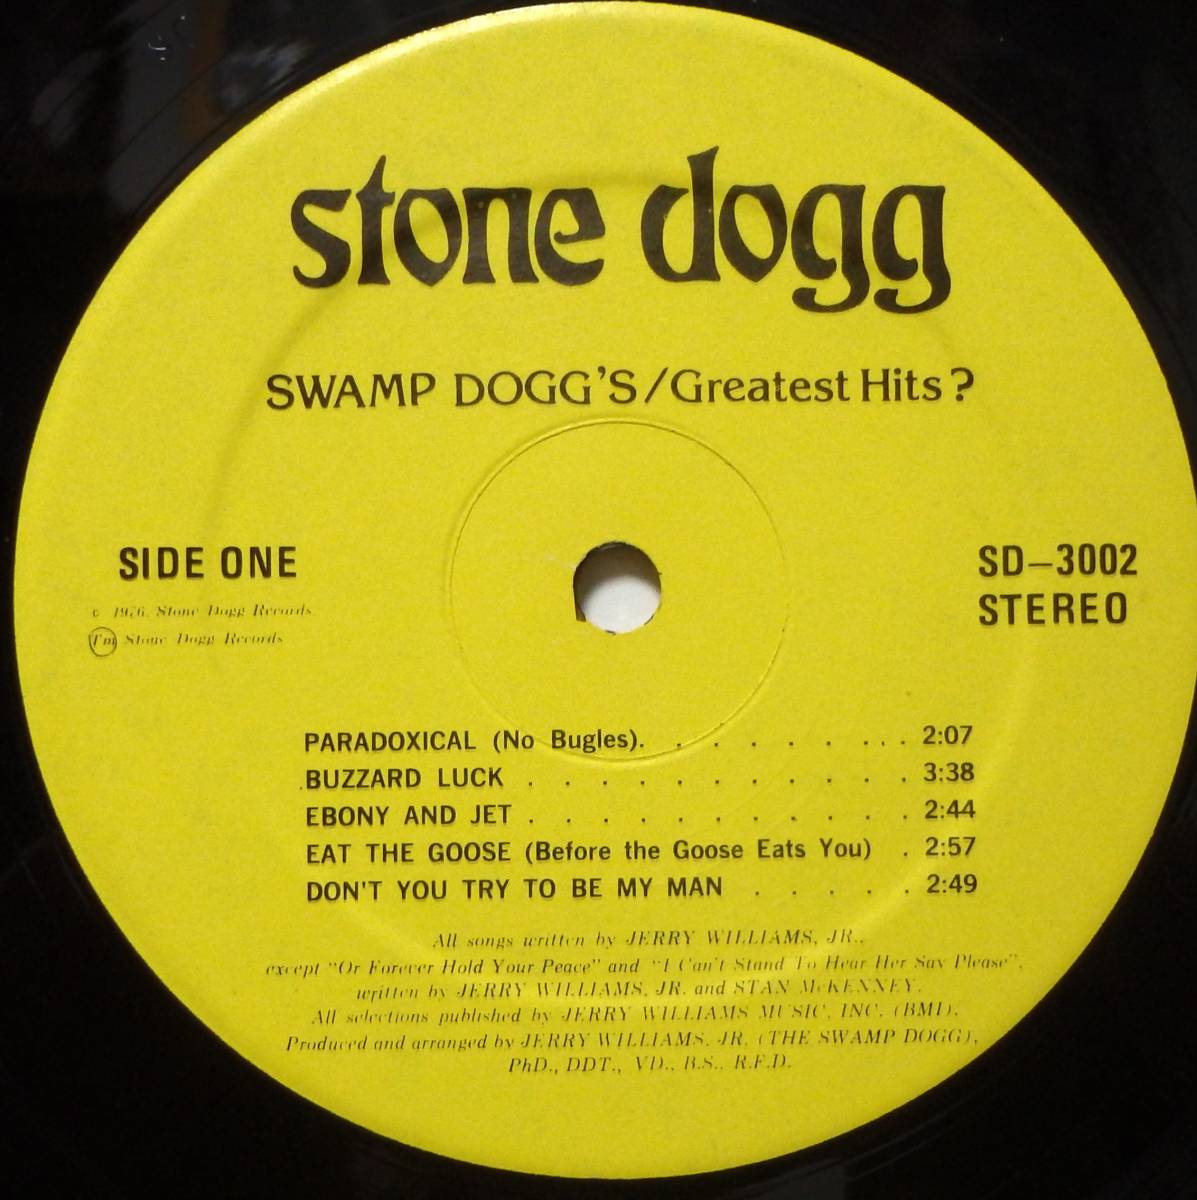 stone dogg
SWAMP DOGG'S/Greatest Hits?
SIDE ONE
c 1976. Stone Dogg Records
Tm Stone Dogg Records
SD-3002
STEREO
PARADOXICAL (No Bugles). . . . . . . . . . 2:07
BUZZARD LUCK . . . . . . . . . . . 3:38
EBONY AND JET . . . . . . . . . . . 2:44
EAT THE GOOSE (Before the Goose Eats You) . 2:57
DON'T YOU TRY TO BE MY MAN . . . . . 2:49
All songs written by JERRY WILLIAMS, JR.,
except "Or Forever Hold Your Peace" and "I Can't Stand To Hear Her Say Please",
written by JERRY WILLIAMS, JR. and STAN McKENNEY.
All selections published by JERRY WILLIAMS MUSIC, INC. (BMI).
Produced and arranged by JERRY WILLIAMS, JR. (THE SWAMP DOGG),
PhD., DDT., VD., B.S., R.F.D.